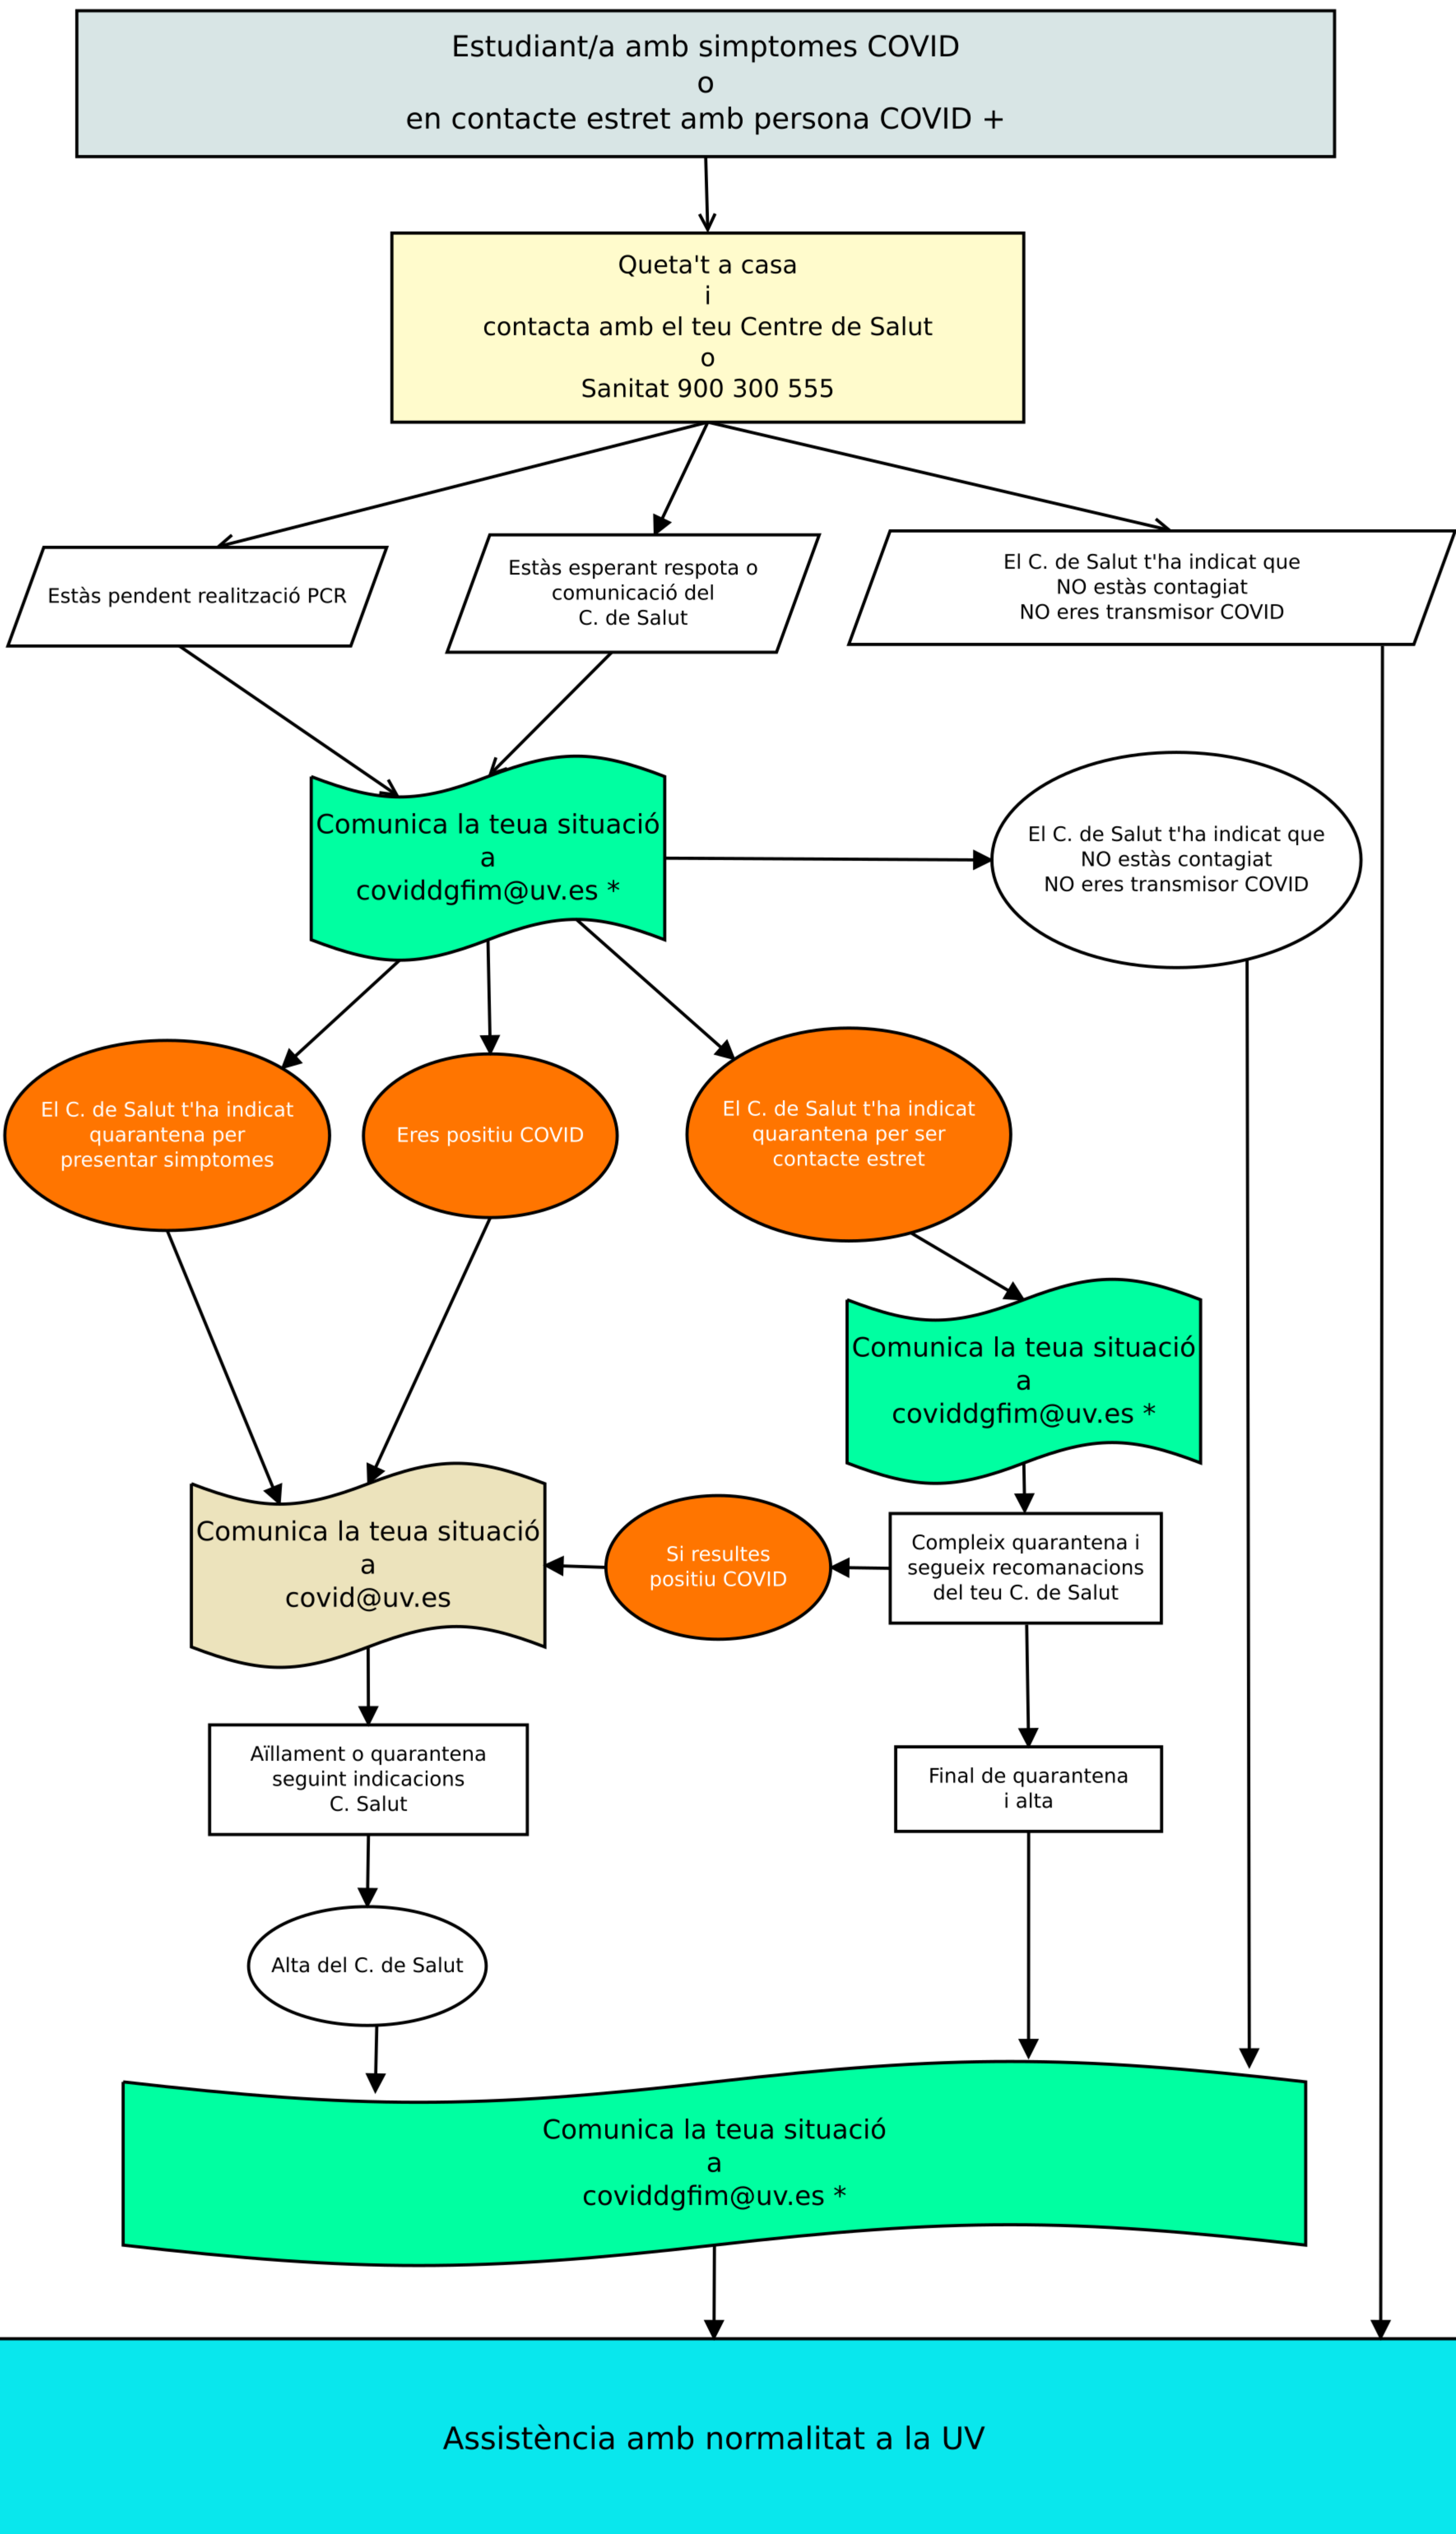 Estudiant/a amb simptomes COVID
o
en contacte estret amb persona COVID +
Queta't a casa
i
contacta amb el teu Centre de Salut
o
Sanitat 900 300 555
Estàs pendent realització PCR
Estàs esperant respota o
comunicació del
C. de Salut
El C. de Salut t'ha indicat que
NO estàs contagiat
NO eres transmisor COVID
Comunica la teua situació
a
coviddgfim@uv.es *
El C. de Salut t'ha indicat que
NO estàs contagiat
NO eres transmisor COVID
El C. de Salut t'ha indicat
quarantena per
presentar simptomes
Eres positiu COVID
El C. de Salut t'ha indicat
quarantena per ser
contacte estret
Comunica la teua situació
a
coviddgfim@uv.es *
Comunica la teua situació
a
covid@uv.es
Si resultes
positiu COVID
Compleix quarantena i
segueix recomanacions
del teu C. de Salut
Aïllament o quarantena
seguint indicacions
C. Salut
Final de quarantena
i alta
Alta del C. de Salut
Comunica la teua situació
a
coviddgfim@uv.es *
Assistència amb normalitat a la UV